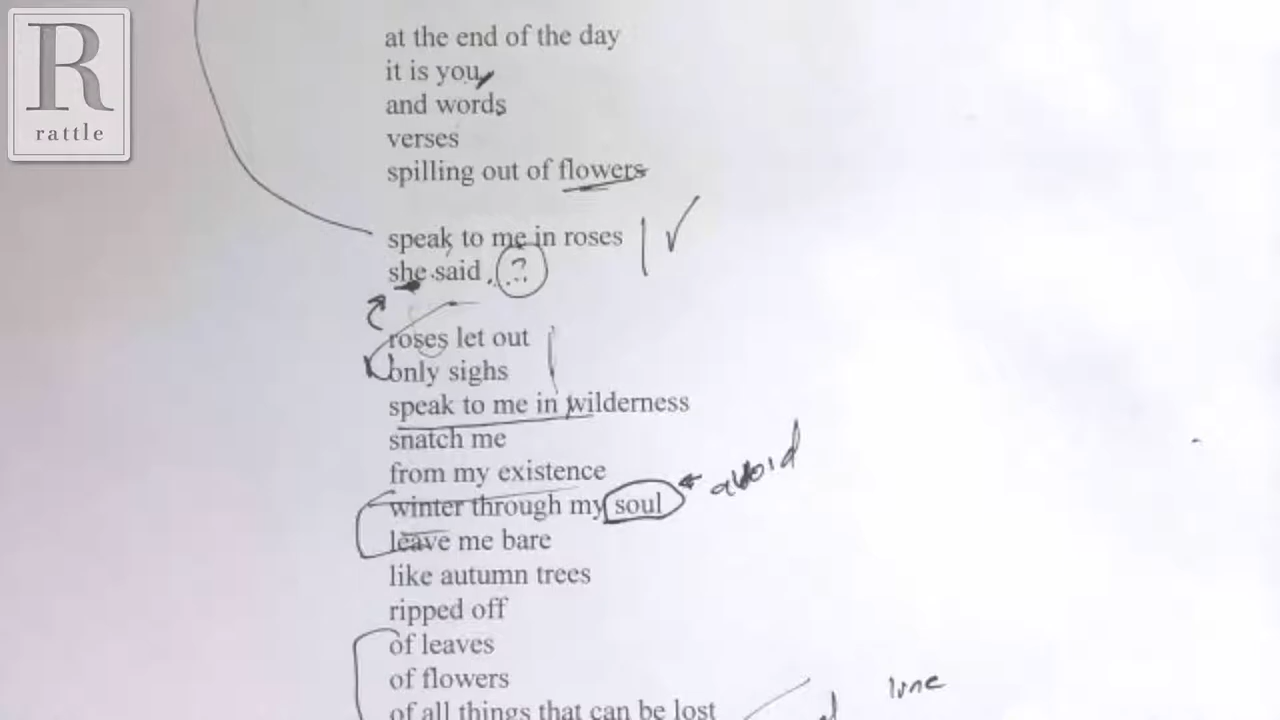 R
rattle
at the end of the day
it is you,
and words
verses
spilling out of flowers
speak to me in roses
she said . ?
roses let out
only sighs
speak to me in wilderness
snatch me
from my existence
winter through my soul
avoid
leave me bare
like autumn trees
ripped off
of leaves
of flowers
line
of all things that can be lost